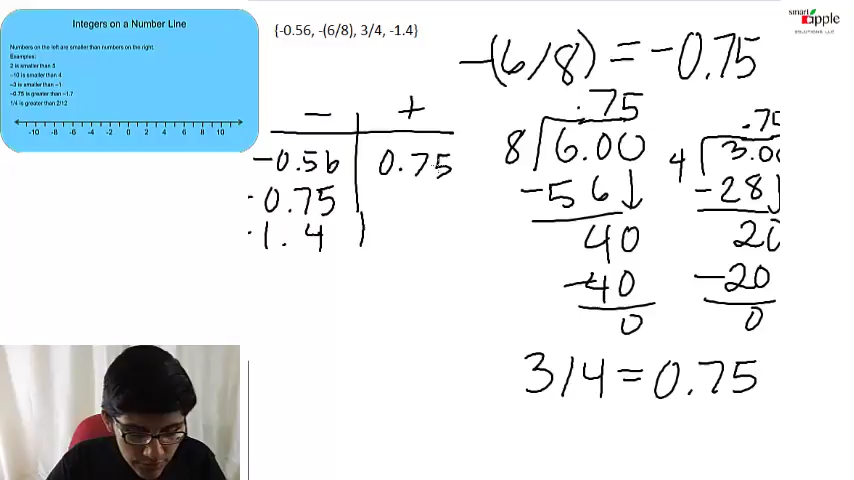 Integers on a Number Line
Numbers on the left are smaller than numbers on the right.
Examples:
2 is smaller than 5
-10 is smaller than 4
-3 is smaller than -1
-0.75 is greater than -1.7
1/4 is greater than 2/12
-10 -8 -6 -4 -2 0 2 4 6 8 10
{-0.56, -(6/8), 3/4, -1.4}
smart
apple
SOLUTIONS LLC
- +
-0.56 0.75
-0.75
-1.4
-(6/8) = -0.75
.75
8 6.00
-56
40
-40
0
.75
4 3.00
-28
20
-20
0
3/4 = 0.75